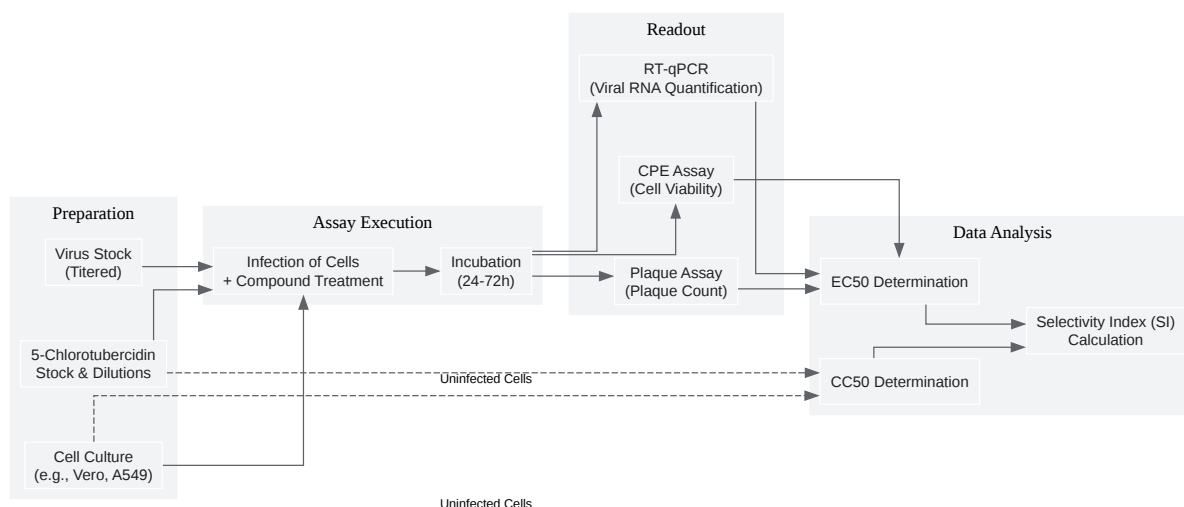 Readout
RT-qPCR
(Viral RNA Quantification)
CPE Assay
(Cell Viability)
Plaque Assay
(Plaque Count)
Preparation
Virus Stock
(Titered)
5-Chlorotubercidin
Stock & Dilutions
Cell Culture
(e.g., Vero, A549)
Assay Execution
Infection of Cells
+ Compound Treatment
Incubation
(24-72h)
Data Analysis
EC50 Determination
Selectivity Index (SI)
Calculation
CC50 Determination
Uninfected Cells
Uninfected Cells